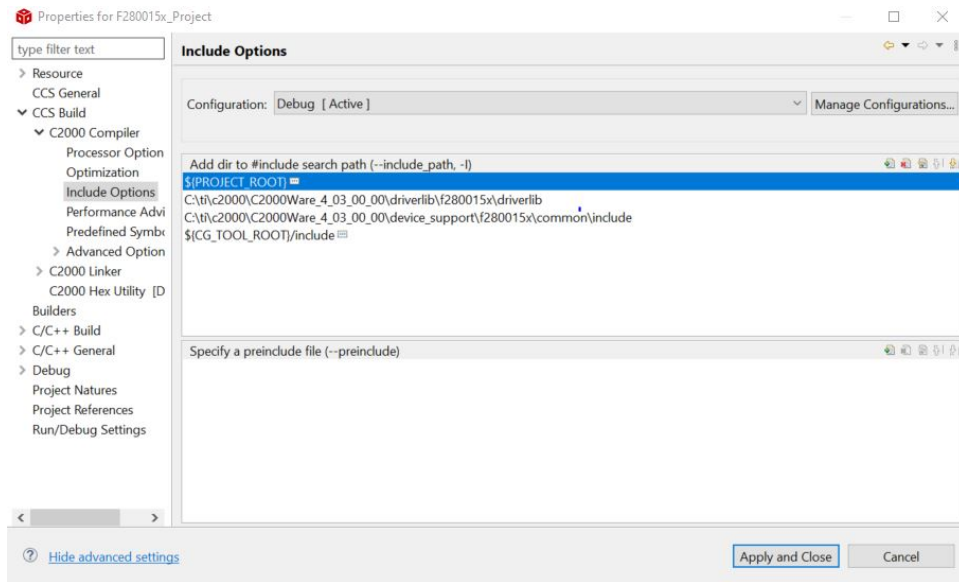 Properties for F280015x_Project
type filter text
Resource
CCS General
CCS Build
C2000 Compiler
Processor Option
Optimization
Include Options
Performance Advi
Predefined Symb
Advanced Option
C2000 Linker
C2000 Hex Utility [D
Builders
C/C++ Build
C/C++ General
Debug
Project Natures
Project References
Run/Debug Settings
Include Options
Configuration: Debug [ Active ]
Manage Configurations...
Add dir to #include search path (--include_path, -I)
${PROJECT_ROOT}
C:\ti\c2000\C2000Ware_4_03_00_00\driverlib\f280015x\driverlib
C:\ti\c2000\C2000Ware_4_03_00_00\device_support\f280015x\common\include
${CG_TOOL_ROOT}/include
Specify a preinclude file (--preinclude)
Hide advanced settings
Apply and Close
Cancel